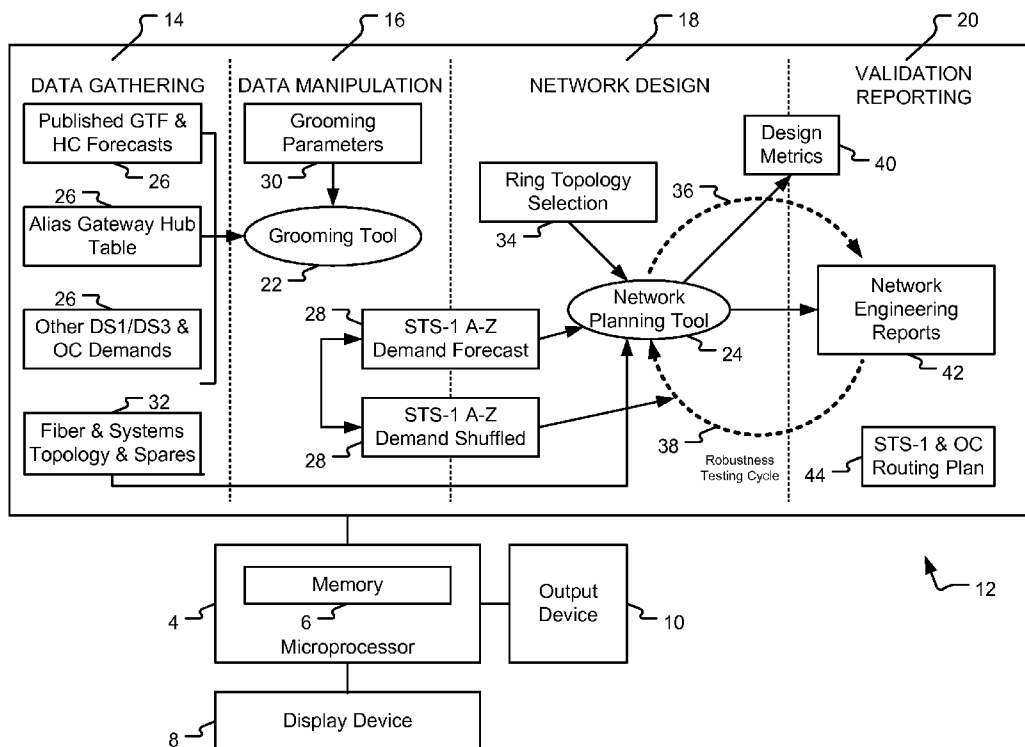 14
16
18
20
DATA GATHERING
DATA MANIPULATION
NETWORK DESIGN
VALIDATION
REPORTING
Published GTF &
HC Forecasts
26
26
Alias Gateway Hub
Table
26
Other DS1/DS3 &
OC Demands
32
Fiber & Systems
Topology & Spares
Grooming
Parameters
30
Grooming Tool
22
28
STS-1 A-Z
Demand Forecast
STS-1 A-Z
Demand Shuffled
28
Ring Topology
Selection
34
Network
Planning Tool
24
36
38
Robustness
Testing Cycle
Design
Metrics
40
Network
Engineering
Reports
42
STS-1 & OC
Routing Plan
44
Memory
6
4
Microprocessor
Output
Device
10
12
Display Device
8